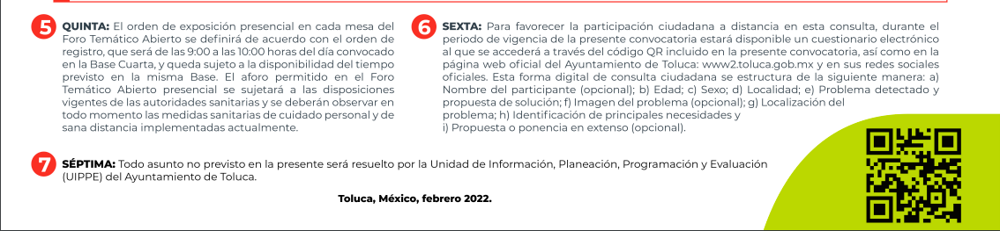 5
QUINTA: El orden de exposición presencial en cada mesa del
Foro Temático Abierto se definirá de acuerdo con el orden de
registro, que será de las 9:00 a las 10:00 horas del día convocado
en la Base Cuarta, y queda sujeto a la disponibilidad del tiempo
previsto en la misma Base. El aforo permitido en el Foro
Temático Abierto presencial se sujetará a las disposiciones
vigentes de las autoridades sanitarias y se deberán observar en
todo momento las medidas sanitarias de cuidado personal y de
sana distancia implementadas actualmente.
6
SEXTA: Para favorecer la participación ciudadana a distancia en esta consulta, durante el
periodo de vigencia de la presente convocatoria estará disponible un cuestionario electrónico
al que se accederá a través del código QR incluido en la presente convocatoria, así como en la
página web oficial del Ayuntamiento de Toluca: www2.toluca.gob.mx y en sus redes sociales
oficiales. Esta forma digital de consulta ciudadana se estructura de la siguiente manera: a)
Nombre del participante (opcional); b) Edad; c) Sexo; d) Localidad; e) Problema detectado y
propuesta de solución; f) Imagen del problema (opcional); g) Localización del
problema; h) Identificación de principales necesidades y
i) Propuesta o ponencia en extenso (opcional).
7
SÉPTIMA: Todo asunto no previsto en la presente será resuelto por la Unidad de Información, Planeación, Programación y Evaluación
(UIPPE) del Ayuntamiento de Toluca.
Toluca, México, febrero 2022.